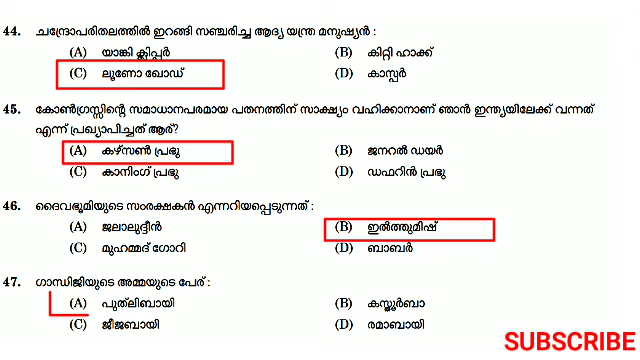 44. ചന്ദ്രോപരിതലത്തിൽ ഇറങ്ങി സഞ്ചരിച്ച ആദ്യ യന്ത്ര മനുഷ്യൻ :
(A) യാങ്കി ക്ലിപ്പർ (B) കിറ്റി ഹാക്ക്
(C) ലൂണോ ഖോഡ് (D) കാസ്പർ
45. കോൺഗ്രസ്സിന്റെ സമാധാനപരമായ പതനത്തിന് സാക്ഷ്യം വഹിക്കാനാണ് ഞാൻ ഇന്ത്യയിലേക്ക് വന്നത്
എന്ന് പ്രഖ്യാപിച്ചത് ആര്?
(A) കഴ്സൺ പ്രഭു (B) ജനറൽ ഡയർ
(C) കാനിംഗ് പ്രഭു (D) ഡഫറിൻ പ്രഭു
46. ദൈവഭൂമിയുടെ സംരക്ഷകൻ എന്നറിയപ്പെടുന്നത് :
(A) ജലാലുദ്ദീൻ (B) ഇൽത്തുമിഷ്
(C) മുഹമ്മദ് ഗോറി (D) ബാബർ
47. ഗാന്ധിജിയുടെ അമ്മയുടെ പേര് :
(A) പുത്‌ലിബായി (B) കസ്തൂർബാ
(C) ജീജബായി (D) രമാബായി
SUBSCRIBE